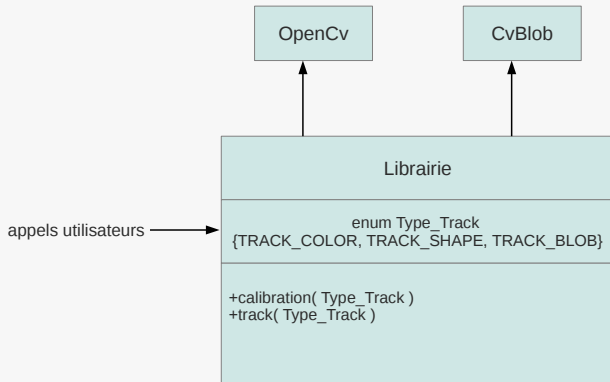 OpenCv
CvBlob
Librairie
appels utilisateurs
enum Type_Track
{TRACK_COLOR, TRACK_SHAPE, TRACK_BLOB}
+calibration( Type_Track )
+track( Type_Track )